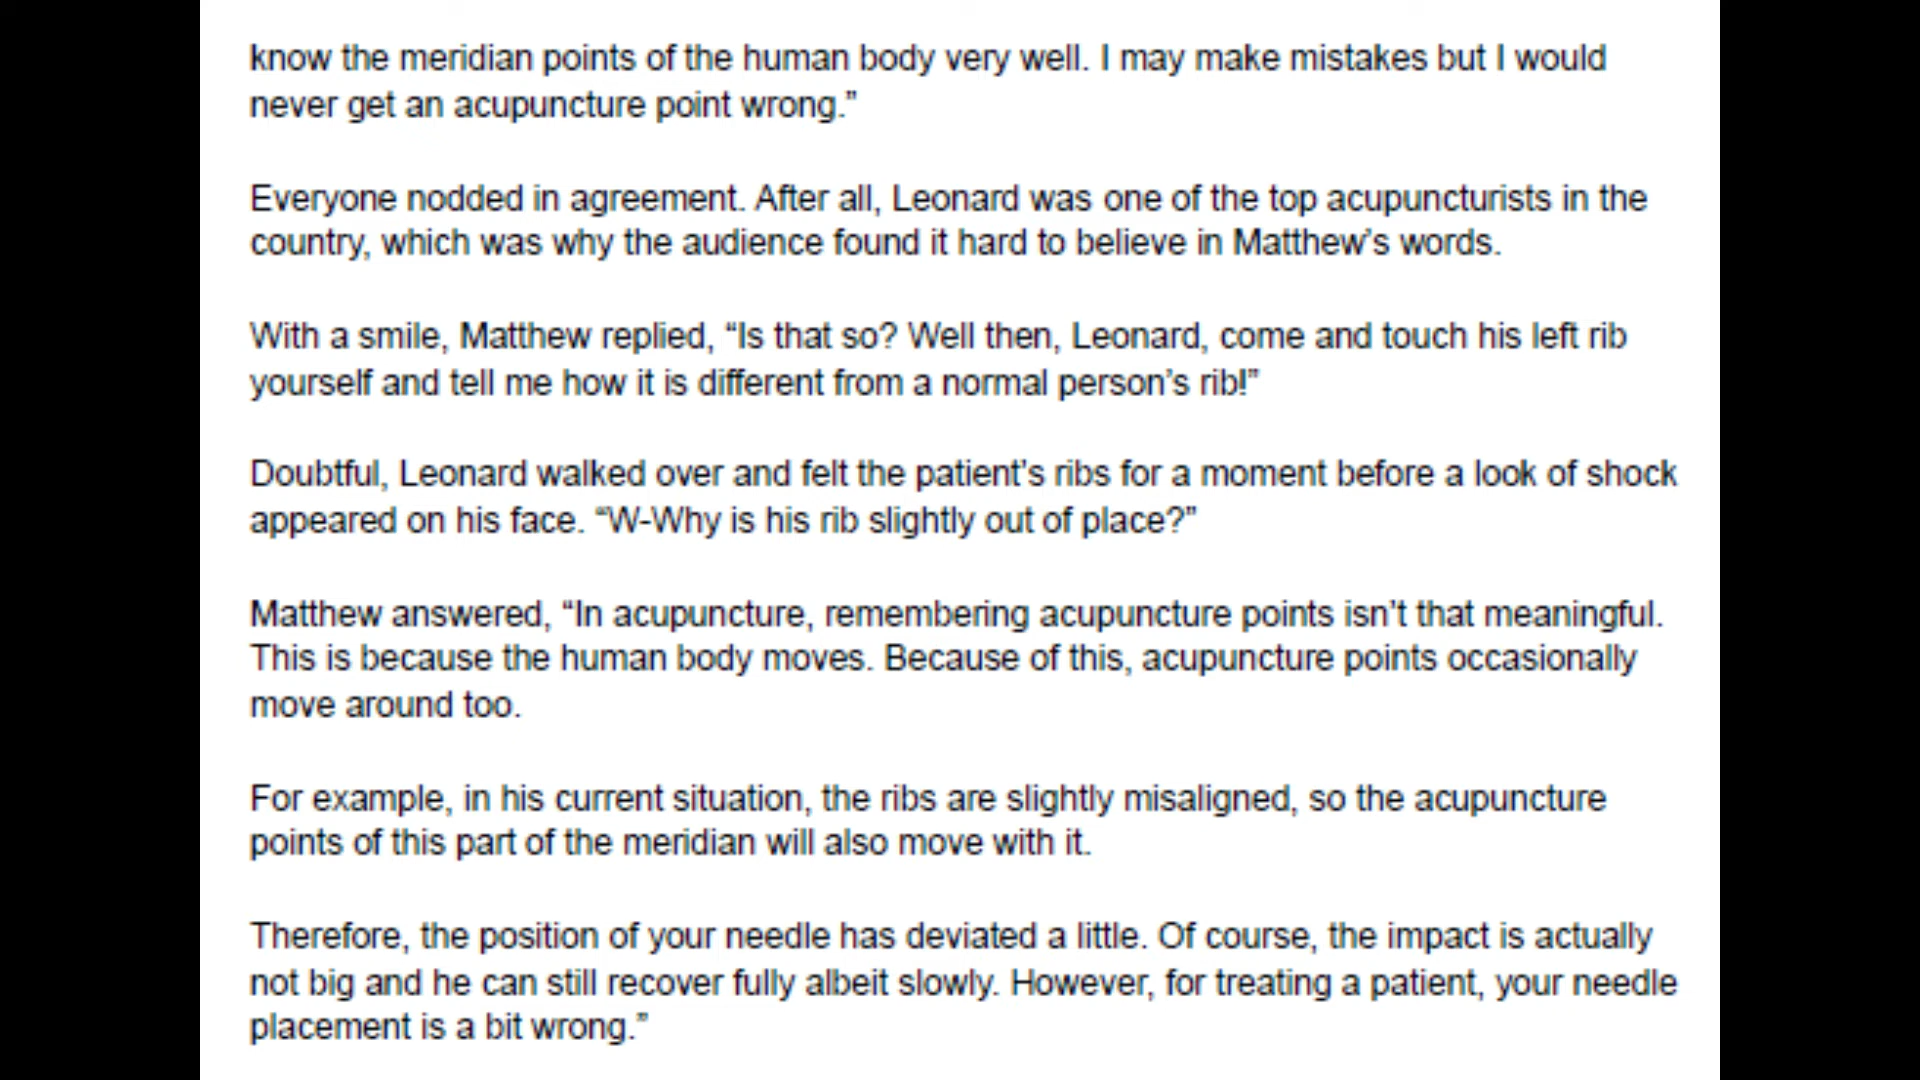 know the meridian points of the human body very well. I may make mistakes but I would
never get an acupuncture point wrong.”
Everyone nodded in agreement. After all, Leonard was one of the top acupuncturists in the
country, which was why the audience found it hard to believe in Matthew’s words.
With a smile, Matthew replied, “Is that so? Well then, Leonard, come and touch his left rib
yourself and tell me how it is different from a normal person’s rib!”
Doubtful, Leonard walked over and felt the patient’s ribs for a moment before a look of shock
appeared on his face. “W-Why is his rib slightly out of place?”
Matthew answered, “In acupuncture, remembering acupuncture points isn’t that meaningful.
This is because the human body moves. Because of this, acupuncture points occasionally
move around too.
For example, in his current situation, the ribs are slightly misaligned, so the acupuncture
points of this part of the meridian will also move with it.
Therefore, the position of your needle has deviated a little. Of course, the impact is actually
not big and he can still recover fully albeit slowly. However, for treating a patient, your needle
placement is a bit wrong.”